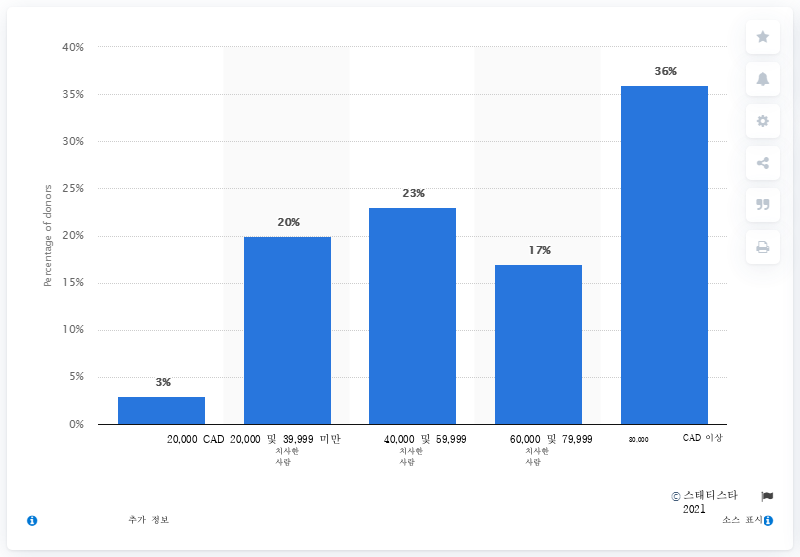 40%
36%
35%
30%
25%
23%
20%
20%
17%
15%
10%
5%
3%
0%
Percentage of donors
20,000 CAD 20,000 및 39,999 미만
치사한
사람
40,000 및 59,999
치사한
사람
60,000 및 79,999
치사한
사람
80,000
CAD 이상
© 스태티스타
2021
추가 정보
소스 표시